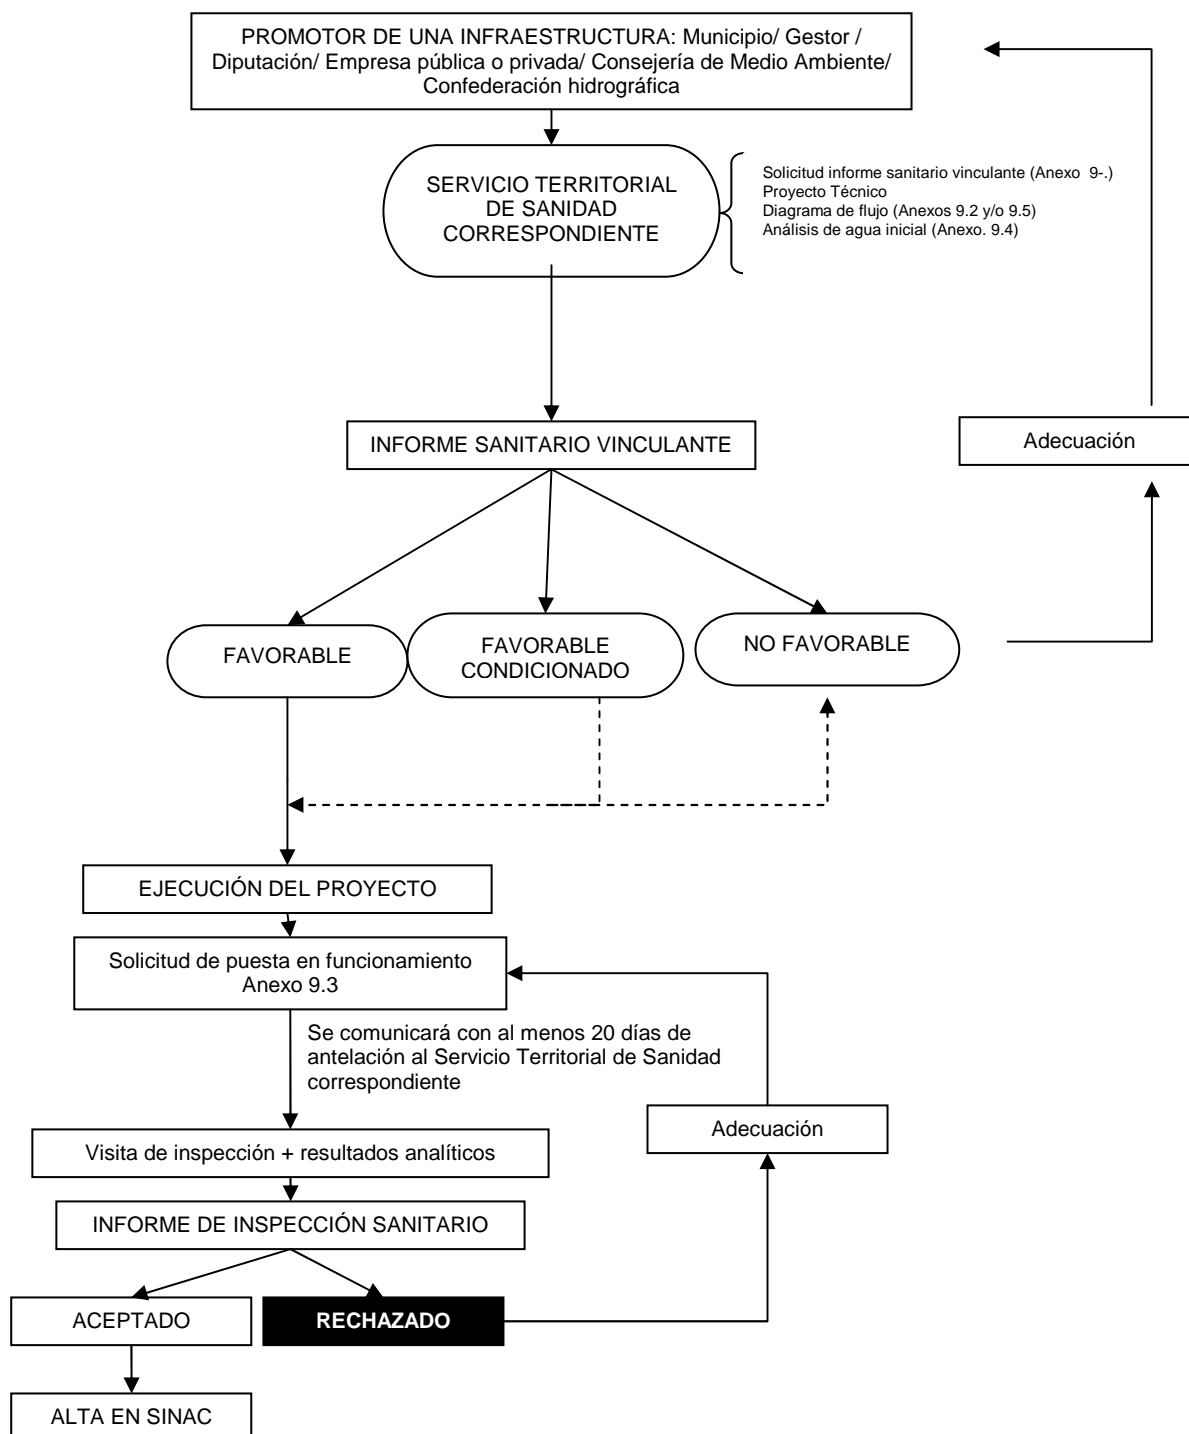 PROMOTOR DE UNA INFRAESTRUCTURA: Municipio/ Gestor /
Diputación/ Empresa pública o privada/ Consejería de Medio Ambiente/
Confederación hidrográfica
SERVICIO TERRITORIAL
DE SANIDAD
CORRESPONDIENTE
Solicitud informe sanitario vinculante (Anexo 9-.)
Proyecto Técnico
Diagrama de flujo (Anexos 9.2 y/o 9.5)
Análisis de agua inicial (Anexo. 9.4)
INFORME SANITARIO VINCULANTE
Adecuación
FAVORABLE
FAVORABLE
CONDICIONADO
NO FAVORABLE
EJECUCIÓN DEL PROYECTO
Solicitud de puesta en funcionamiento
Anexo 9.3
Se comunicará con al menos 20 días de
antelación al Servicio Territorial de Sanidad
correspondiente
Adecuación
Visita de inspección + resultados analíticos
INFORME DE INSPECCIÓN SANITARIO
ACEPTADO
RECHAZADO
ALTA EN SINAC